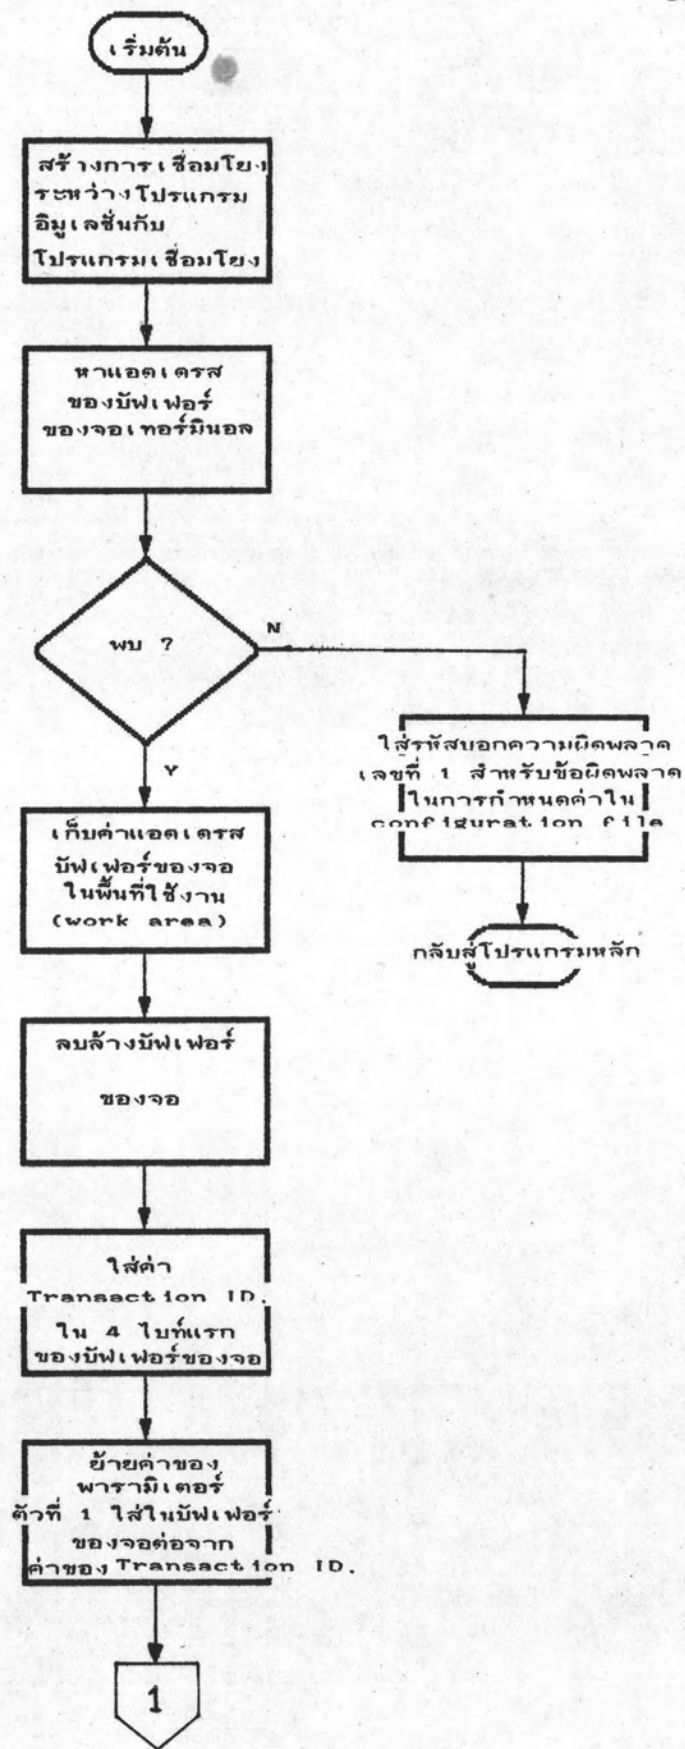 เริ่มต้น
สร้างการเชื่อมโยง
ระหว่างโปรแกรม
อิมูเลชั่นกับ
โปรแกรมเชื่อมโยง
หาแอดเดรส
ของบัฟเฟอร์
ของจอเทอร์มินอล
พบ ?
N
Y
ใส่รหัสบอกความผิดพลาด
เลขที่ 1 สำหรับข้อผิดพลาด
ในการกำหนดค่าใน
configuration file
กลับสู่โปรแกรมหลัก
เก็บค่าแอดเดรส
บัฟเฟอร์ของจอ
ในพื้นที่ใช้งาน
(work area)
ลบล้างบัฟเฟอร์
ของจอ
ใส่ค่า
Transaction ID.
ใน 4 ไบท์แรก
ของบัฟเฟอร์ของจอ
ย้ายค่าของ
พารามิเตอร์
ตัวที่ 1 ใส่ในบัฟเฟอร์
ของจอต่อจาก
ค่าของ Transaction ID.
1